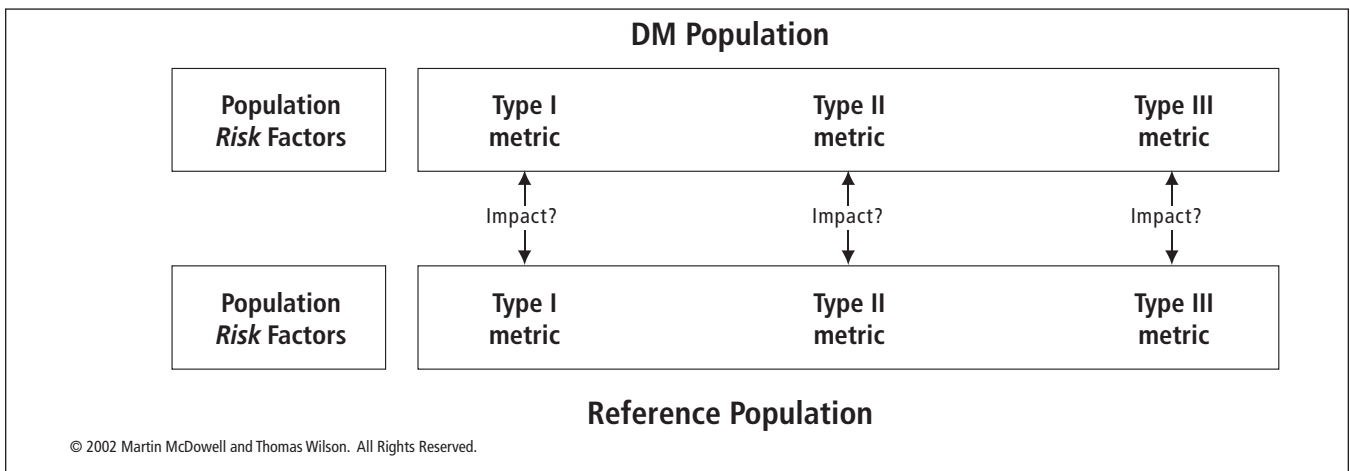 DM Population
Population
Risk Factors
Type I
metric
Type II
metric
Type III
metric
Impact?
Impact?
Impact?
Population
Risk Factors
Type I
metric
Type II
metric
Type III
metric
Reference Population
© 2002 Martin McDowell and Thomas Wilson. All Rights Reserved.